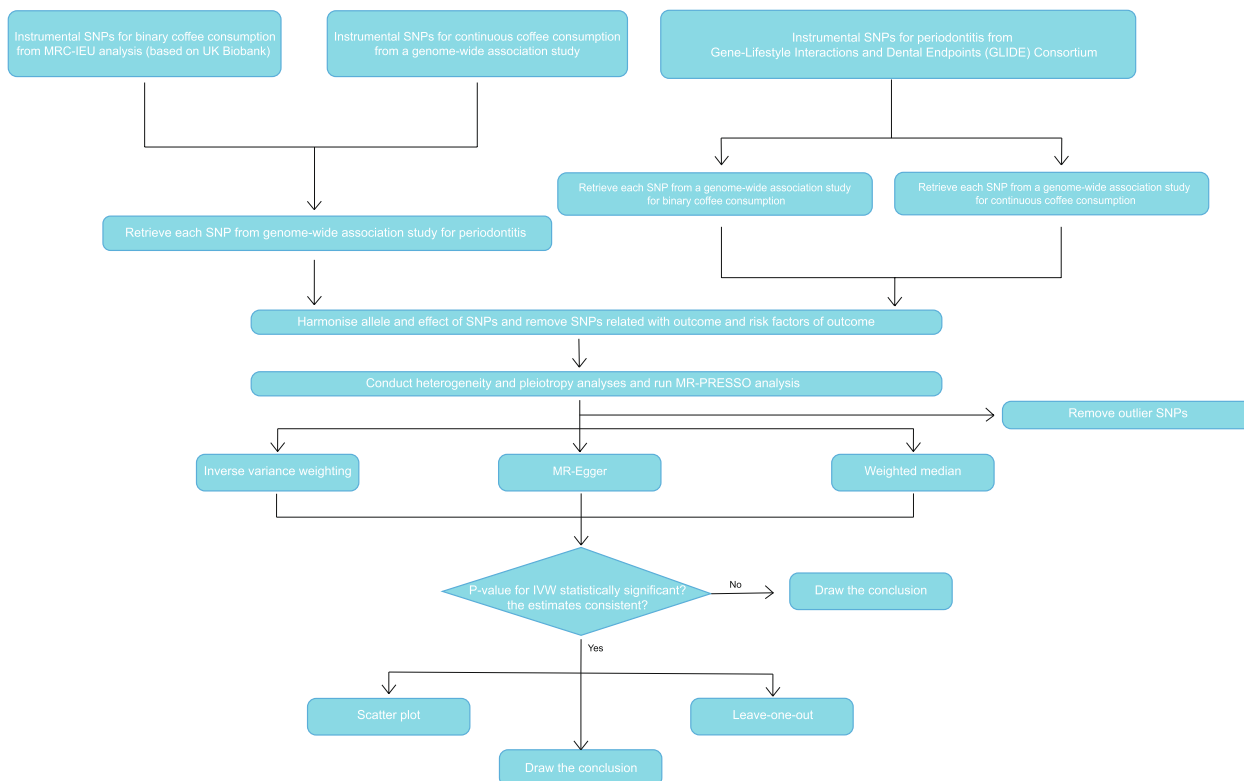 Instrumental SNPs for binary coffee consumption
from MRC-IEU analysis (based on UK Biobank)
Instrumental SNPs for continuous coffee consumption
from a genome-wide association study
Instrumental SNPs for periodontitis from
Gene-Lifestyle Interactions and Dental Endpoints (GLIDE) Consortium
Retrieve each SNP from a genome-wide association study
for binary coffee consumption
Retrieve each SNP from a genome-wide association study
for continuous coffee consumption
Retrieve each SNP from genome-wide association study for periodontitis
Harmonise allele and effect of SNPs and remove SNPs related with outcome and risk factors of outcome
Conduct heterogeneity and pleiotropy analyses and run MR-PRESSO analysis
Remove outlier SNPs
Inverse variance weighting
MR-Egger
Weighted median
P-value for IVW statistically significant?
the estimates consistent?
No
Draw the conclusion
Yes
Scatter plot
Leave-one-out
Draw the conclusion